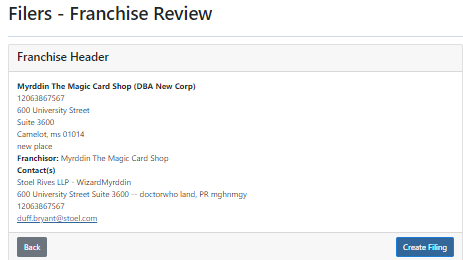 Filers - Franchise Review
Franchise Header
Myrddin The Magic Card Shop (DBA New Corp)
12063867567
600 University Street
Suite 3600
Camelot, ms 01014
new place
Franchisor: Myrddin The Magic Card Shop
Contact(s)
Stoel Rives LLP - WizardMyrddin
600 University Street Suite 3600 -- doctorwho land, PR mghnmgy
12063867567
duff.bryant@stoel.com
Back
Create Filing